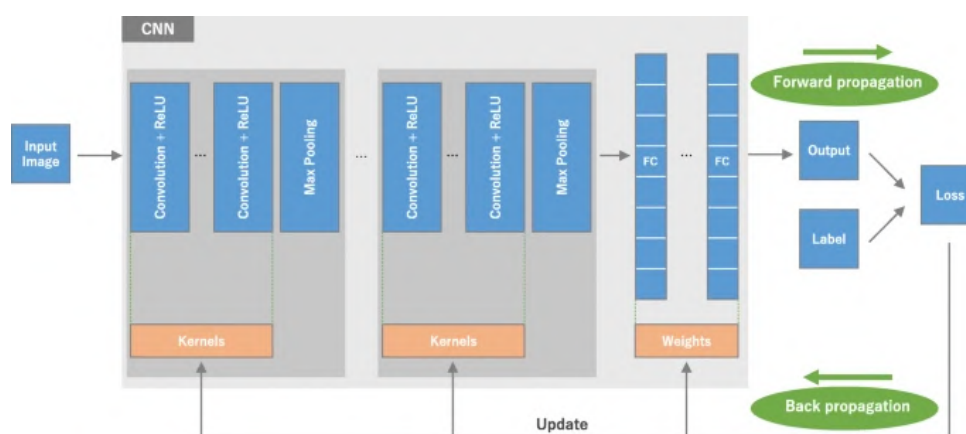 CNN
Forward propagation
Input
Image
Convolution + ReLU
...
Convolution + ReLU
Max Pooling
...
Convolution + ReLU
...
Convolution + ReLU
Max Pooling
FC
...
FC
Output
Label
Loss
Kernels
Kernels
Weights
Back propagation
Update